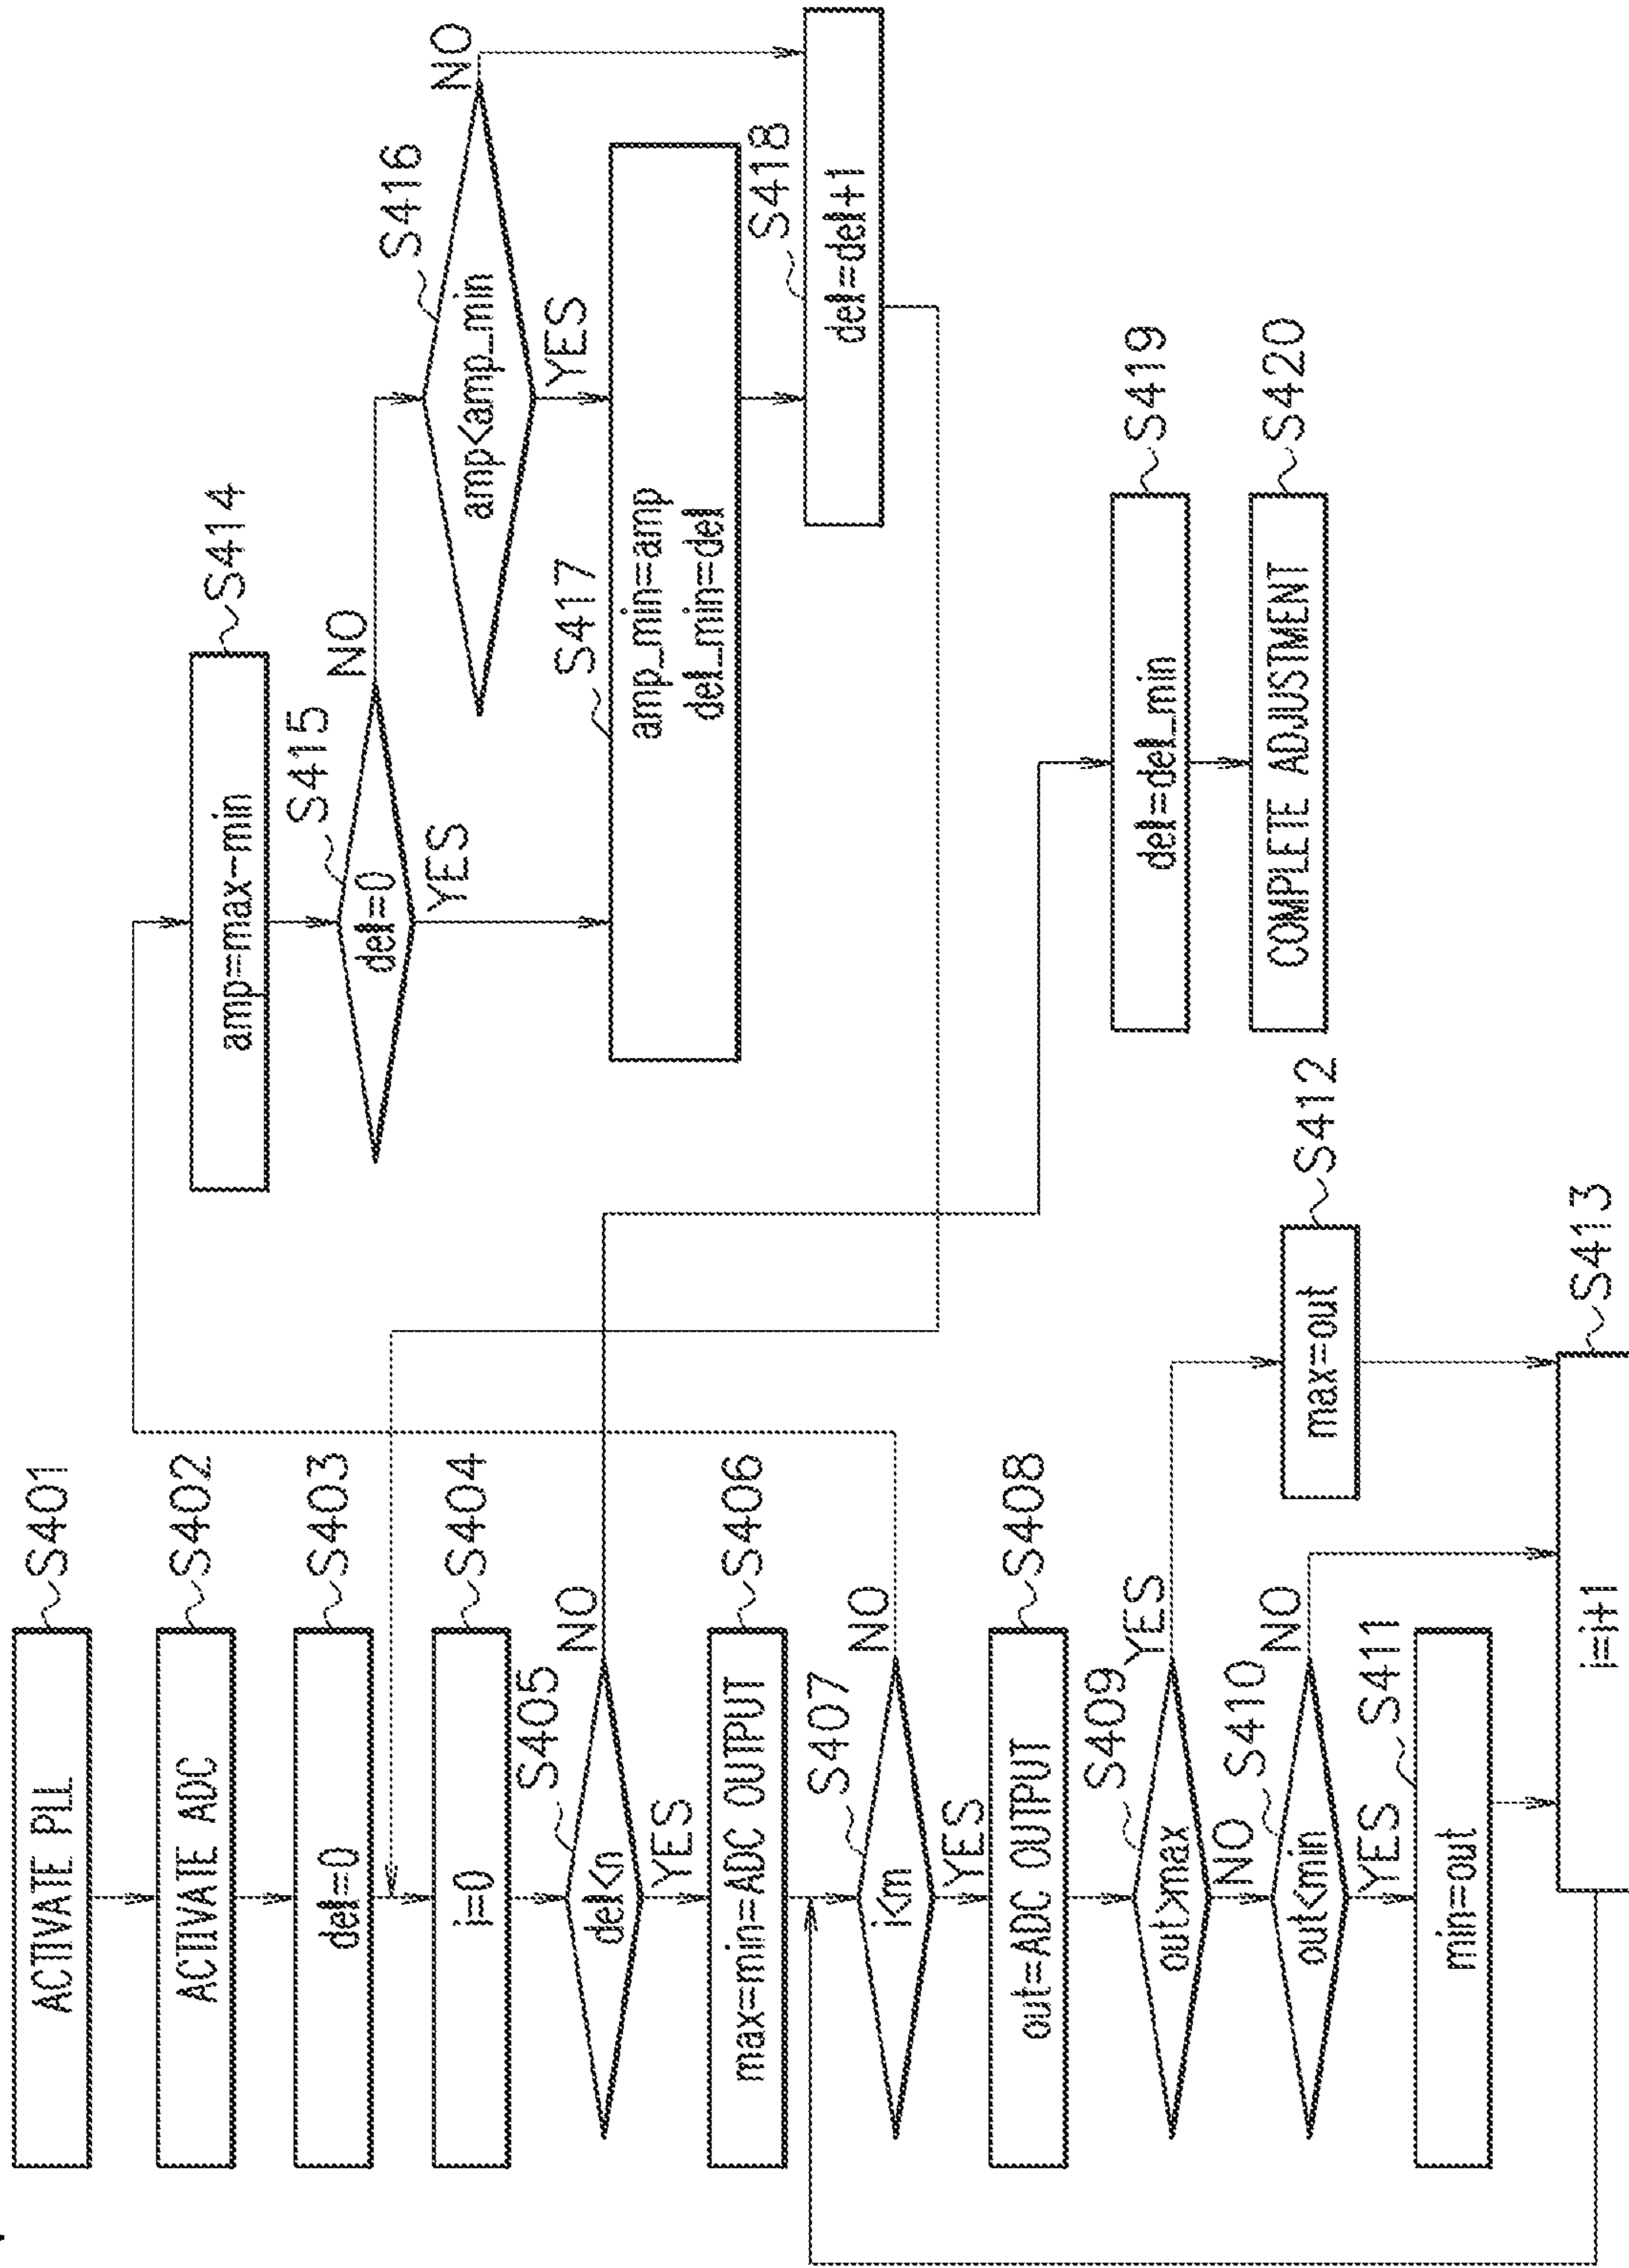 ACTIVATE PLL
S401
ACTIVATE ADC
S402
del=0
S403
i=0
S404
S405
del<n
NO
YES
max=min=ADC OUTPUT
S406
S407
i<m
NO
YES
out=ADC OUTPUT
S408
S409
out>max
YES
NO
S410
out<min
NO
YES
S411
min=out
max=out
S412
i=i+1
S413
amp=max-min
S414
S415
del=0
NO
YES
S416
amp<amp_min
NO
YES
S417
amp_min=amp
del_min=del
S418
del=del+1
del=del_min
S419
COMPLETE ADJUSTMENT
S420